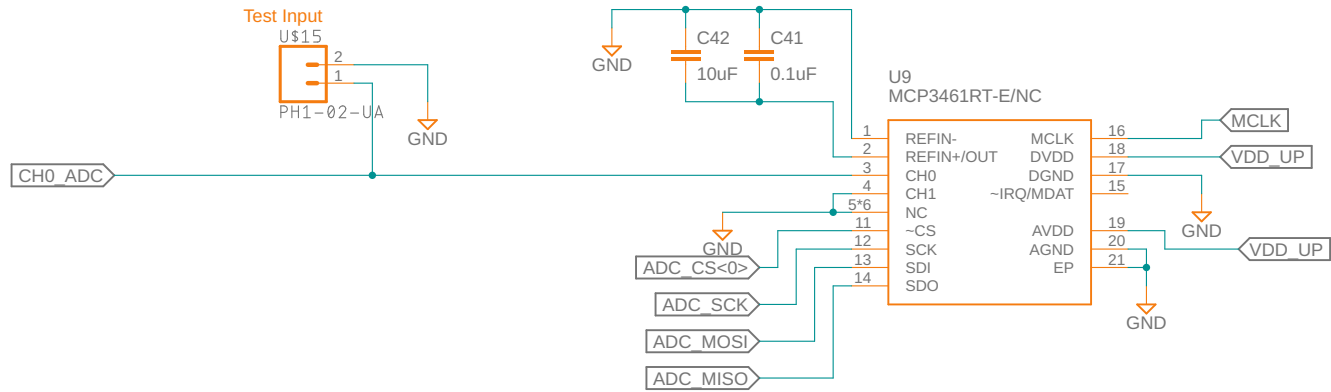 Test Input
U$15
2
1
PH1-02-UA
GND
GND
C42
10uF
C41
0.1uF
U9
MCP3461RT-E/NC
CH0_ADC
1 REFIN-
2 REFIN+/OUT
3 CH0
4 CH1
5*6 NC
11 ~CS
12 SCK
13 SDI
14 SDO
MCLK 16
DVDD 18
DGND 17
~IRQ/MDAT 15
AVDD 19
AGND 20
EP 21
MCLK
VDD_UP
GND
VDD_UP
GND
GND
ADC_CS<0>
ADC_SCK
ADC_MOSI
ADC_MISO